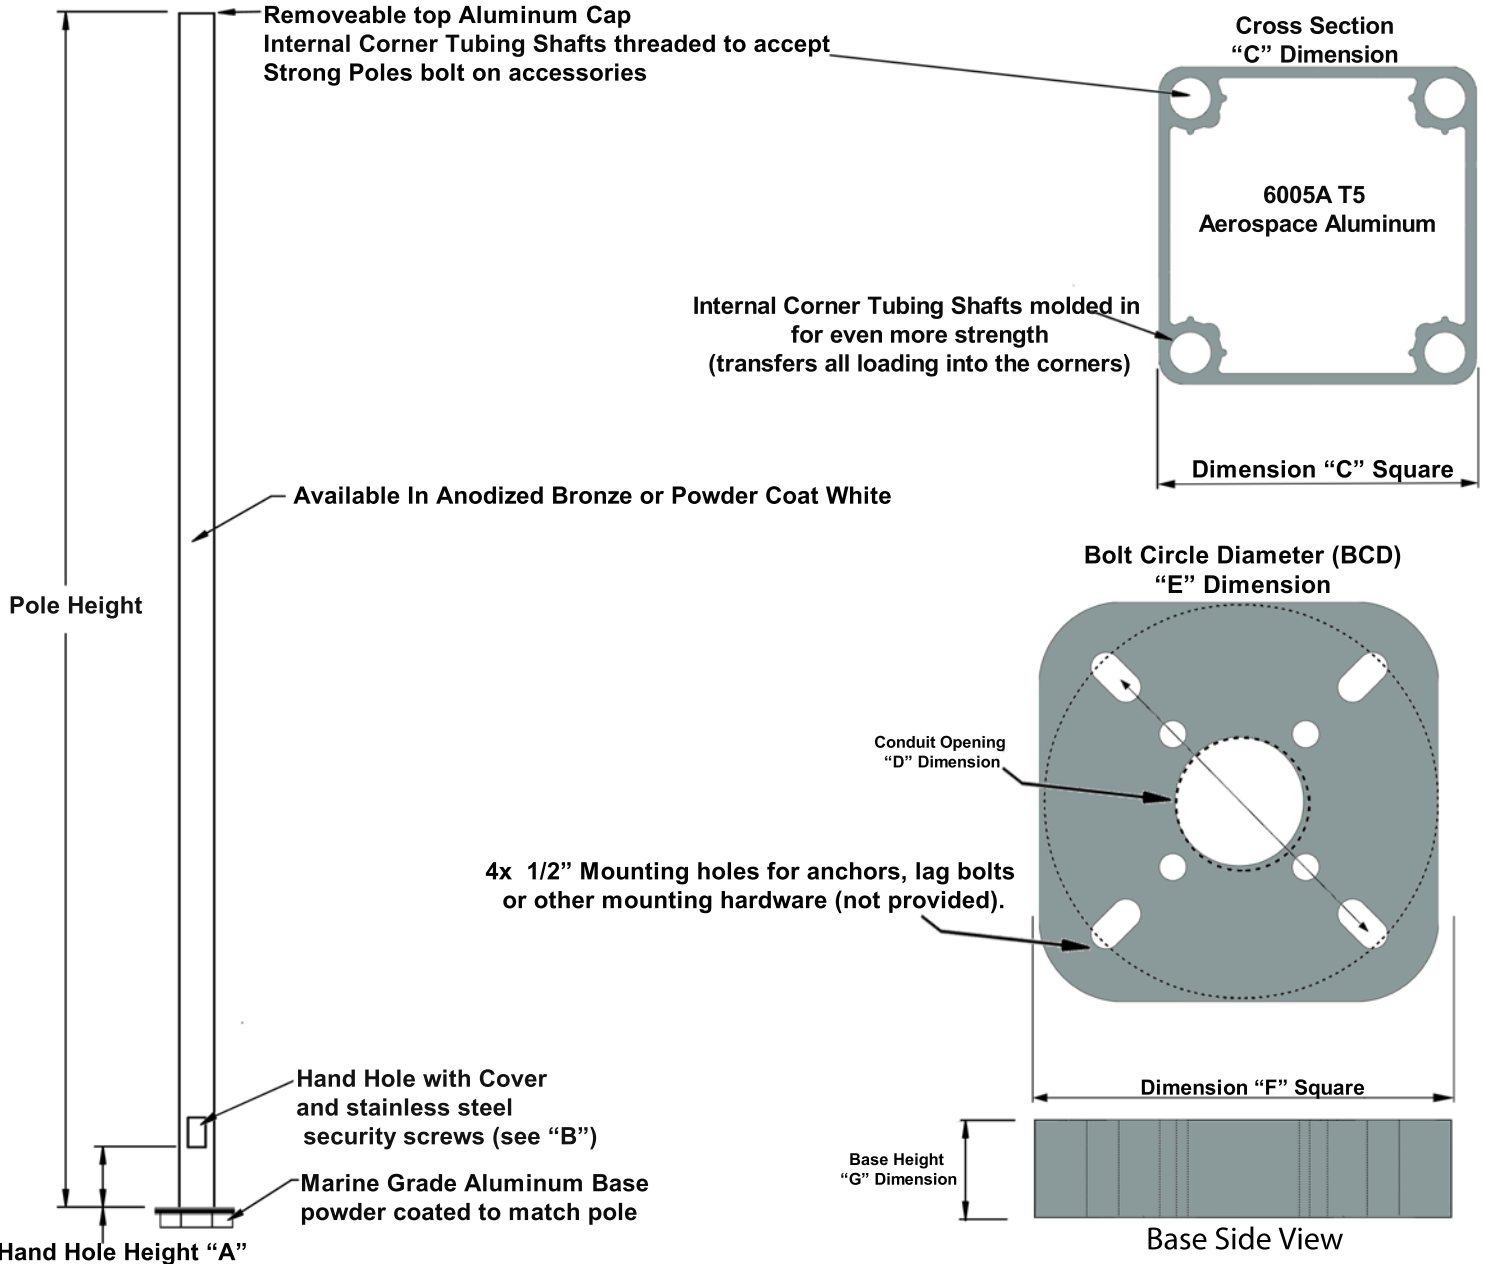 Removeable top Aluminum Cap
Internal Corner Tubing Shafts threaded to accept
Strong Poles bolt on accessories
Cross Section
“C” Dimension
6005A T5
Aerospace Aluminum
Internal Corner Tubing Shafts molded in
for even more strength
(transfers all loading into the corners)
Dimension “C” Square
Available In Anodized Bronze or Powder Coat White
Pole Height
Bolt Circle Diameter (BCD)
“E” Dimension
Conduit Opening
“D” Dimension
4x 1/2” Mounting holes for anchors, lag bolts
or other mounting hardware (not provided).
Hand Hole with Cover
and stainless steel
security screws (see “B”)
Marine Grade Aluminum Base
powder coated to match pole
Hand Hole Height “A”
Dimension “F” Square
Base Height
“G” Dimension
Base Side View